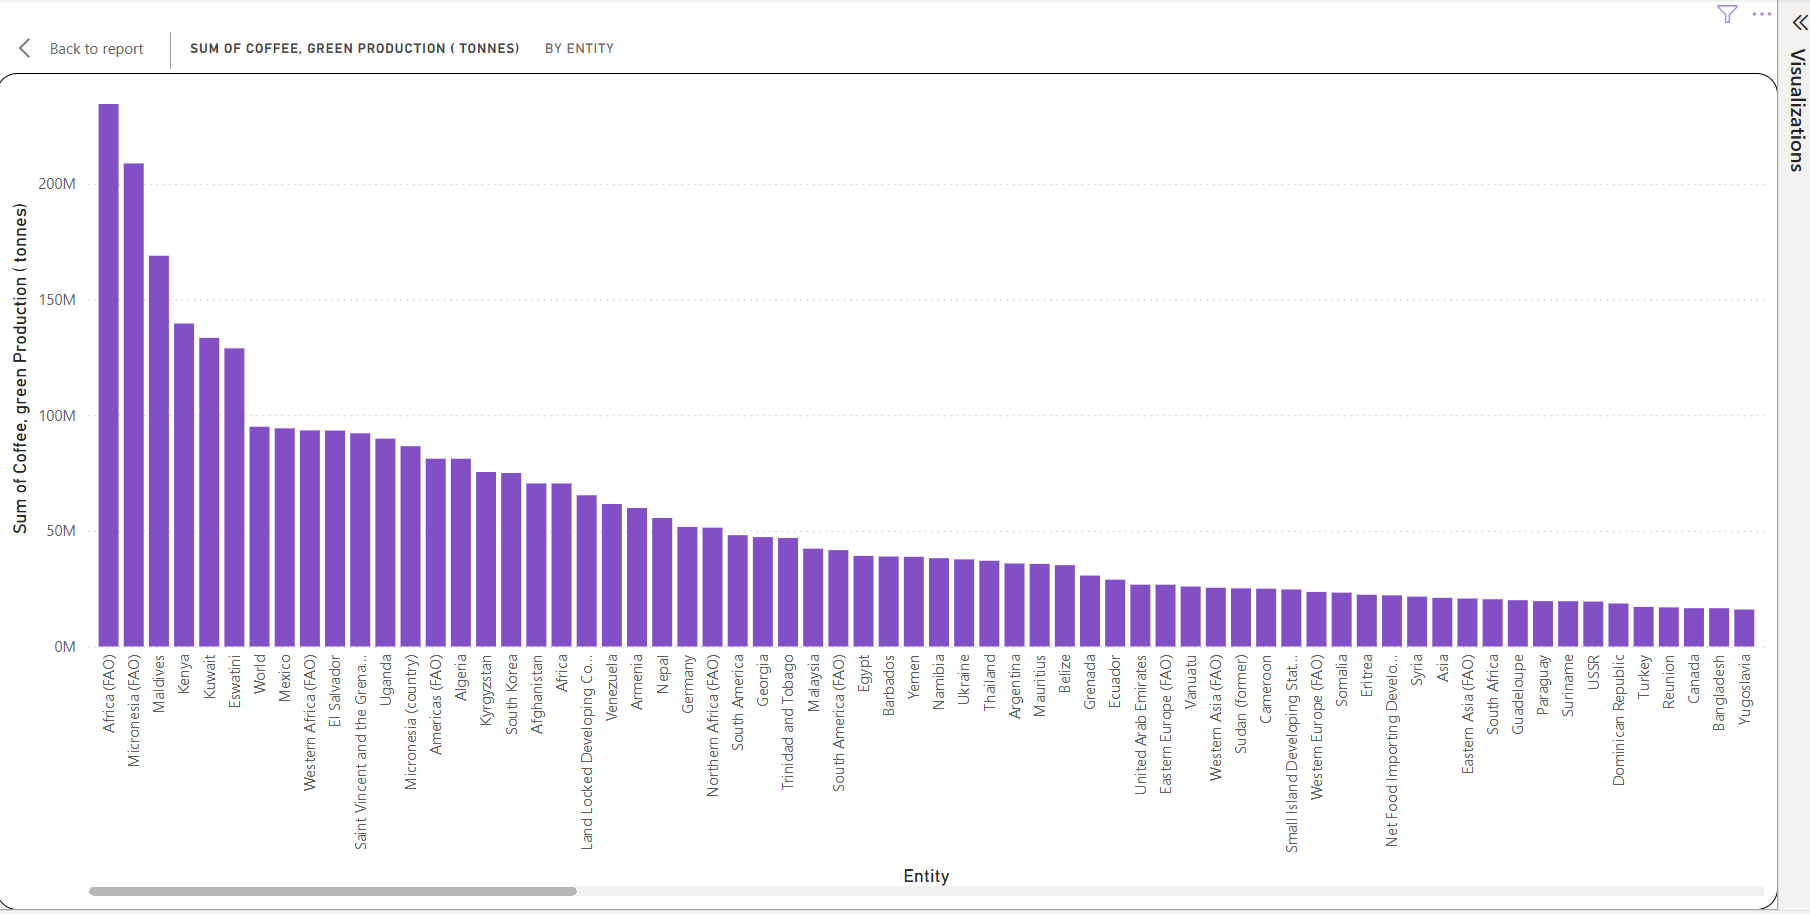 Back to report
SUM OF COFFEE, GREEN PRODUCTION ( TONNES)
BY ENTITY
Visualizations
Sum of Coffee, green Production ( tonnes)
200M
150M
100M
50M
0M
Africa (FAO)
Micronesia (FAO)
Maldives
Kenya
Kuwait
Eswatini
World
Mexico
Western Africa (FAO)
El Salvador
Saint Vincent and the Grena...
Uganda
Micronesia (country)
Americas (FAO)
Algeria
Kyrgyzstan
South Korea
Afghanistan
Africa
Land Locked Developing Co...
Venezuela
Armenia
Nepal
Germany
Northern Africa (FAO)
South America
Georgia
Trinidad and Tobago
Malaysia
South America (FAO)
Egypt
Barbados
Yemen
Namibia
Ukraine
Thailand
Argentina
Mauritius
Belize
Grenada
Ecuador
United Arab Emirates
Eastern Europe (FAO)
Vanuatu
Western Asia (FAO)
Sudan (former)
Cameroon
Small Island Developing Stat...
Western Europe (FAO)
Somalia
Eritrea
Net Food Importing Develo...
Syria
Asia
Eastern Asia (FAO)
South Africa
Guadeloupe
Paraguay
Suriname
USSR
Dominican Republic
Turkey
Reunion
Canada
Bangladesh
Yugoslavia
Entity